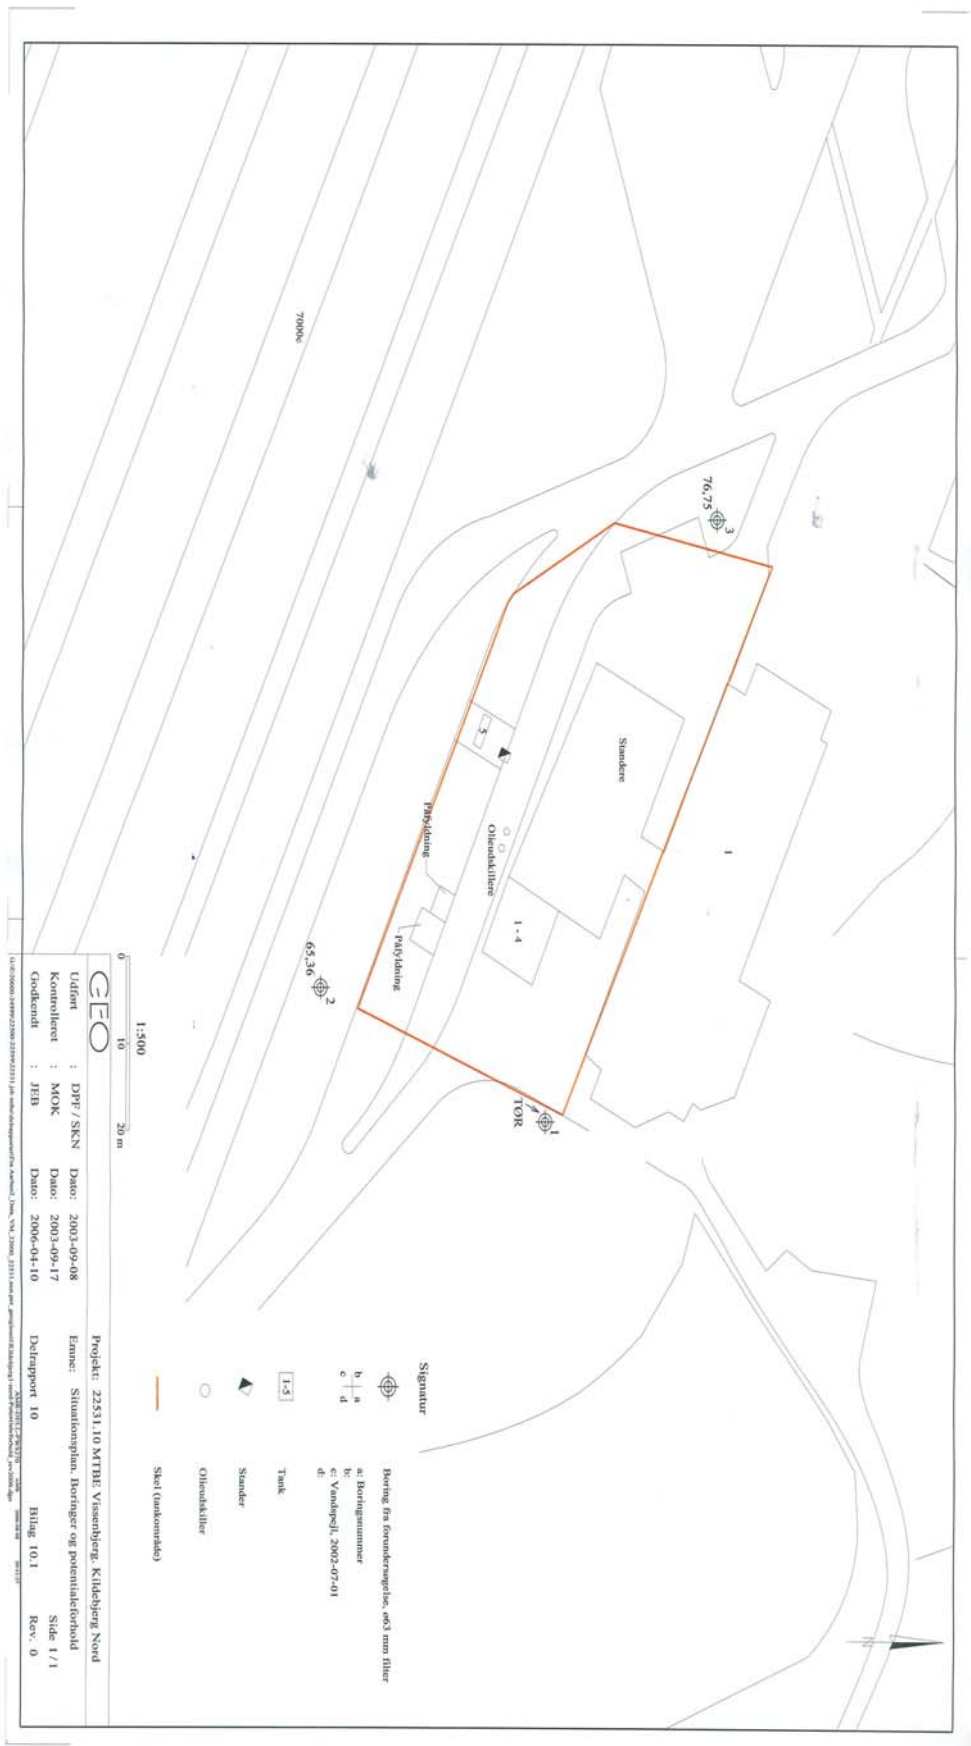 7000c
76,75
3
Standere
5
Olieudskillere
Påfyldning
1
1 - 4
Påfyldning
65,36
2
TØR
1
N
Signatur
Boring fra forundersøgelse, ø63 mm filter
b a
c d
a: Boringsnummer
b:
c: Vandspejl, 2002-07-01
d:
1-5 Tank
Stander
Olieudskiller
Skel (tankområde)
1:500
0 10 20 m
GEO
Projekt: 22531.10 MTBE Vissenbjerg. Kildebjerg Nord
Udført : DPF / SKN Dato: 2003-09-08 Emne: Situationsplan. Boringer og potentialeforhold
Kontrolleret : MOK Dato: 2003-09-17 Side 1 / 1
Godkendt : JEB Dato: 2006-04-10 Delrapport 10 Bilag 10.1 Rev. 0